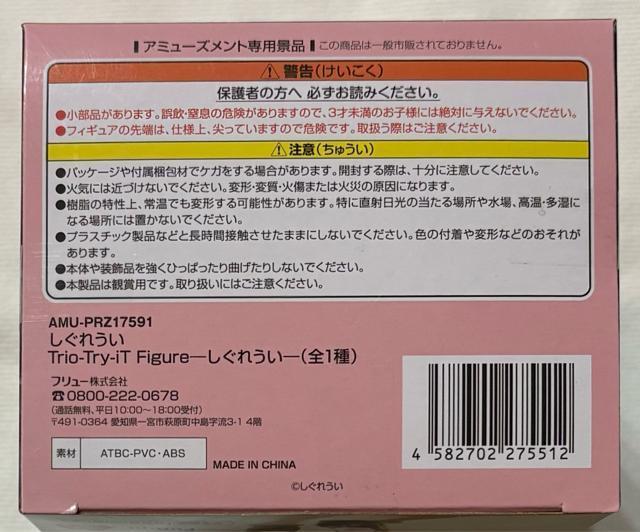 ┃アミューズメント専用景品┃この商品は一般市販されておりません。
⚠警告(けいこく)
保護者の方へ 必ずお読みください。
●小部品があります。誤飲・窒息の危険がありますので、3才未満のお子様には絶対に与えないでください。
●フィギュアの先端は、仕様上、尖っていますので危険です。取扱う際はご注意ください。
⚠注意(ちゅうい)
●パッケージや付属梱包材でケガをする場合があります。開封する際は、十分に注意してください。
●火気には近づけないでください。変形・変質・火傷または火災の原因になります。
●樹脂の特性上、常温でも変形する可能性があります。特に直射日光の当たる場所や水場、高温・多湿に
なる場所には置かないでください。
●プラスチック製品などと長時間接触させたままにしないでください。色の付着や変形などのおそれが
あります。
●本体や装飾品を強くひっぱったり曲げたりしないでください。
●本製品は観賞用です。取り扱いにはご注意ください。
AMU-PRZ17591
しぐれうい
Trio-Try-iT Figure―しぐれうい―(全1種)
フリュー株式会社
☎0800-222-0678
(通話無料、平日10:00〜18:00受付)
〒491-0364 愛知県一宮市萩原町中島字流3-1 4階
素材 ATBC-PVC・ABS
MADE IN CHINA
4 582702 275512
©しぐれうい